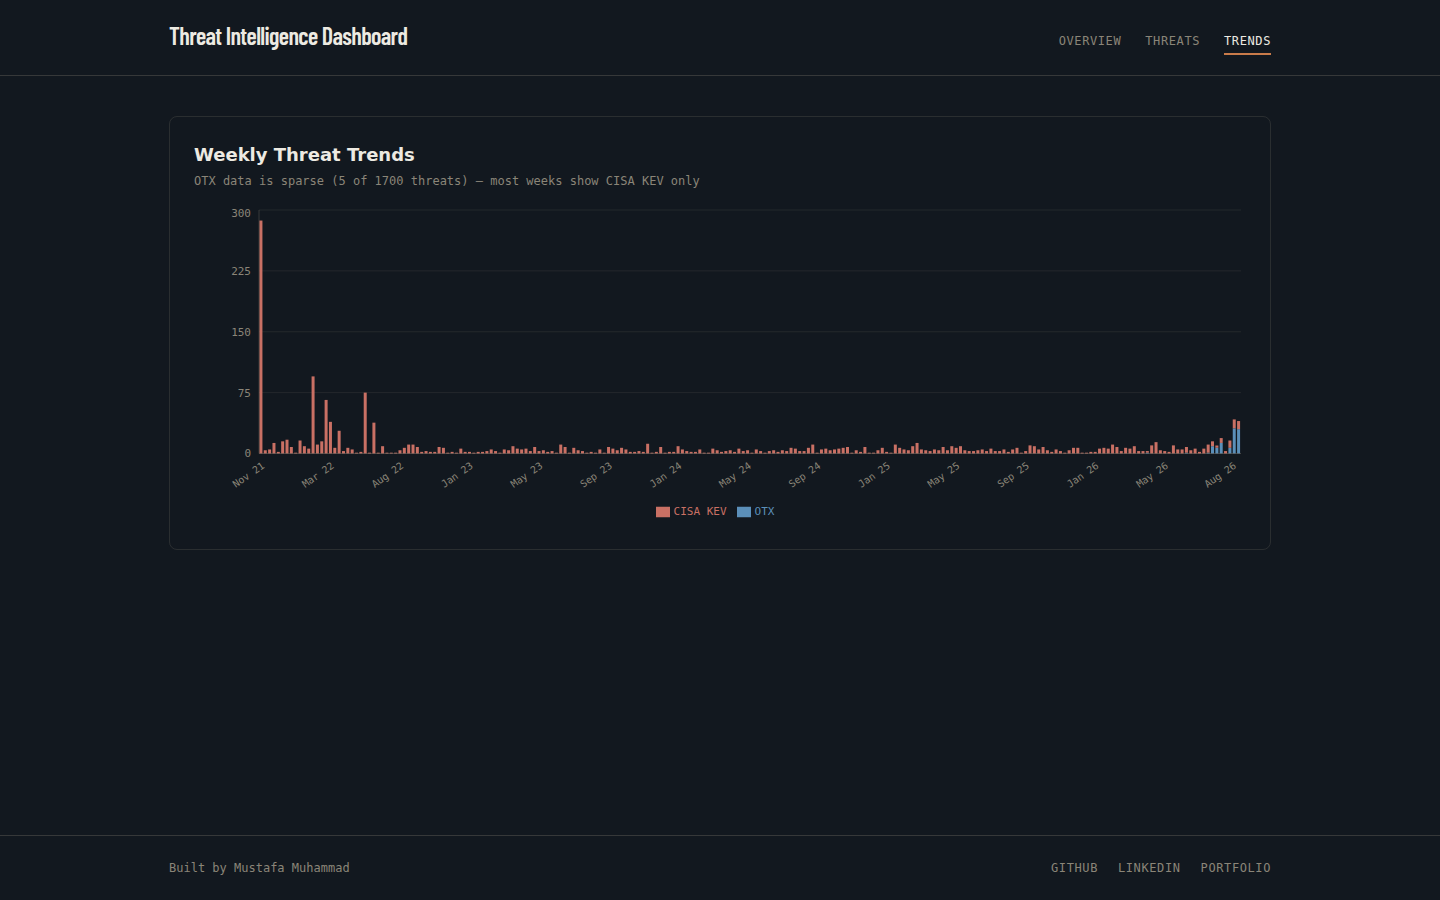 Threat Intelligence Dashboard
OVERVIEW THREATS TRENDS
Weekly Threat Trends
OTX data is sparse (5 of 1700 threats) — most weeks show CISA KEV only
300
225
150
75
0
Nov 21 Mar 22 Aug 22 Jan 23 May 23 Sep 23 Jan 24 May 24 Sep 24 Jan 25 May 25 Sep 25 Jan 26 May 26 Aug 26
CISA KEV OTX
Built by Mustafa Muhammad
GITHUB LINKEDIN PORTFOLIO